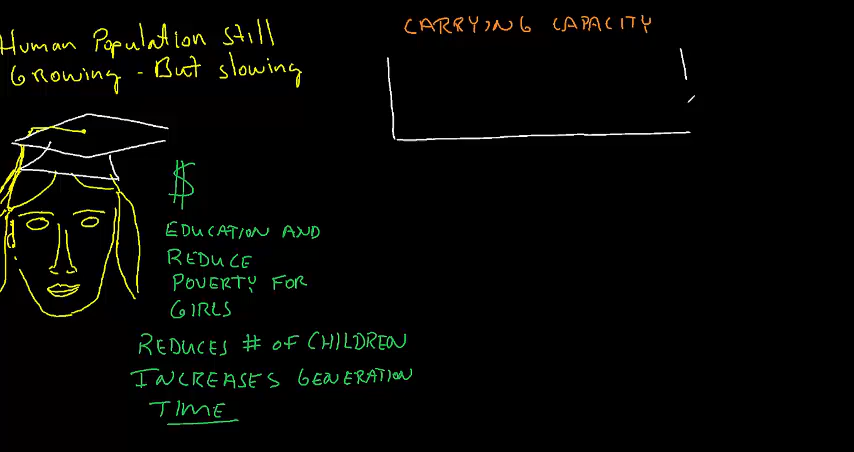 Human Population Still
Growing - But slowing
CARRYING CAPACITY
$
EDUCATION AND
REDUCE
POVERTY FOR
GIRLS
REDUCES # OF CHILDREN
INCREASES GENERATION
TIME